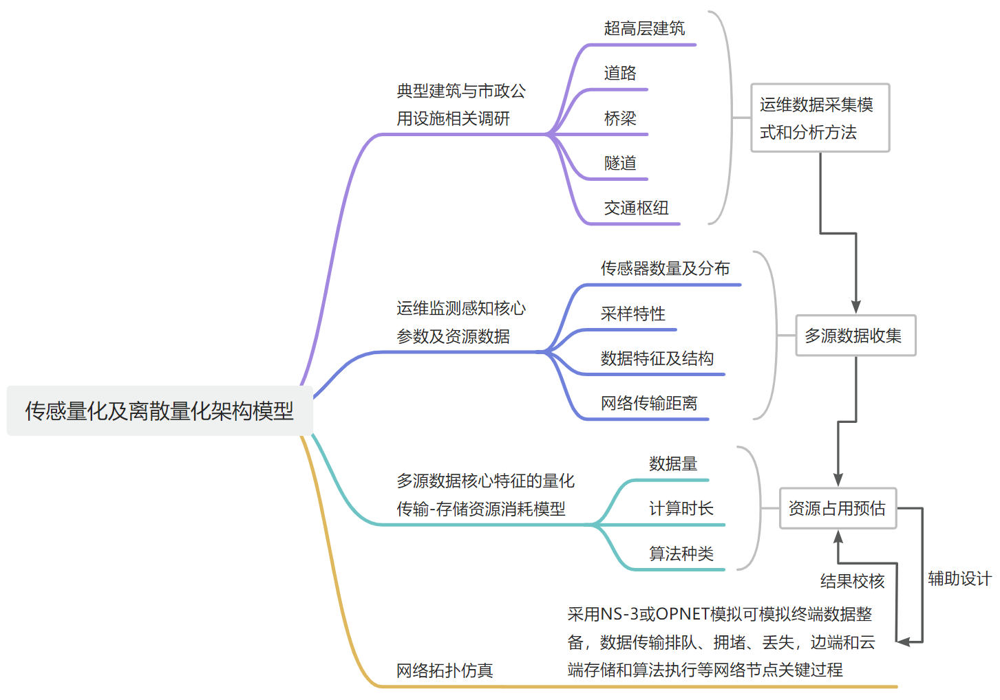 传感量化及离散量化架构模型
典型建筑与市政公
用设施相关调研
超高层建筑
道路
桥梁
隧道
交通枢纽
运维数据采集模
式和分析方法
运维监测感知核心
参数及资源数据
传感器数量及分布
采样特性
数据特征及结构
网络传输距离
多源数据收集
多源数据核心特征的量化
传输-存储资源消耗模型
数据量
计算时长
算法种类
资源占用预估
结果校核
辅助设计
网络拓扑仿真
采用NS-3或OPNET模拟可模拟终端数据整
备，数据传输排队、拥堵、丢失，边端和云
端存储和算法执行等网络节点关键过程